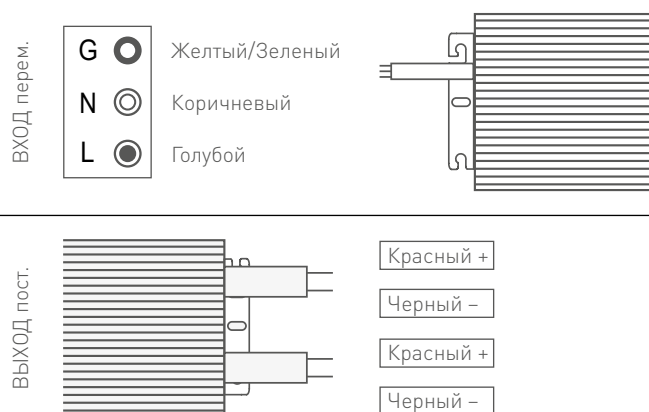 ВХОД перем.
G Желтый/Зеленый
N Коричневый
L Голубой
ВЫХОД пост.
Красный +
Черный –
Красный +
Черный –